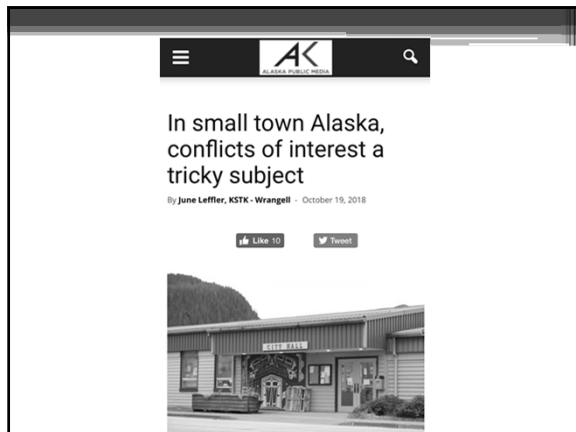 AK
ALASKA PUBLIC MEDIA
In small town Alaska,
conflicts of interest a
tricky subject
By June Leffler, KSTK - Wrangell - October 19, 2018
Like 10
Tweet
CITY HALL